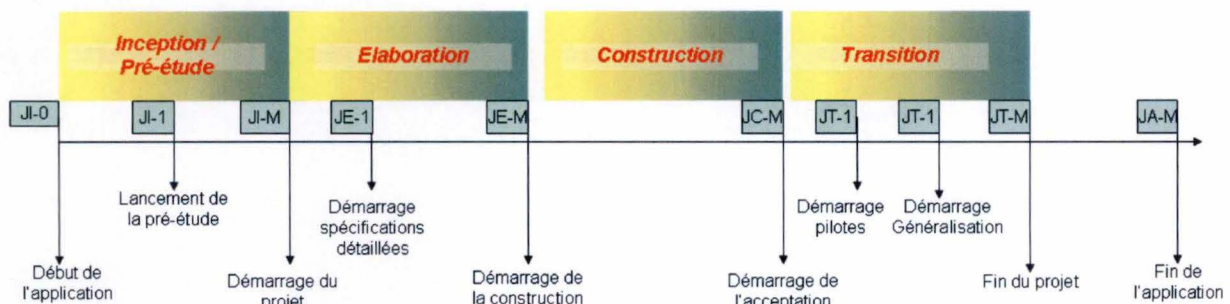 Inception /
Pré-étude
Elaboration
Construction
Transition
JI-0
JI-1
JI-M
JE-1
JE-M
JC-M
JT-1
JT-1
JT-M
JA-M
Lancement de
la pré-étude
Démarrage
spécifications
détaillées
Démarrage
pilotes
Démarrage
Généralisation
Début de
l'application
Démarrage du
projet
Démarrage de
la construction
Démarrage de
l'acceptation
Fin du projet
Fin de
l'application